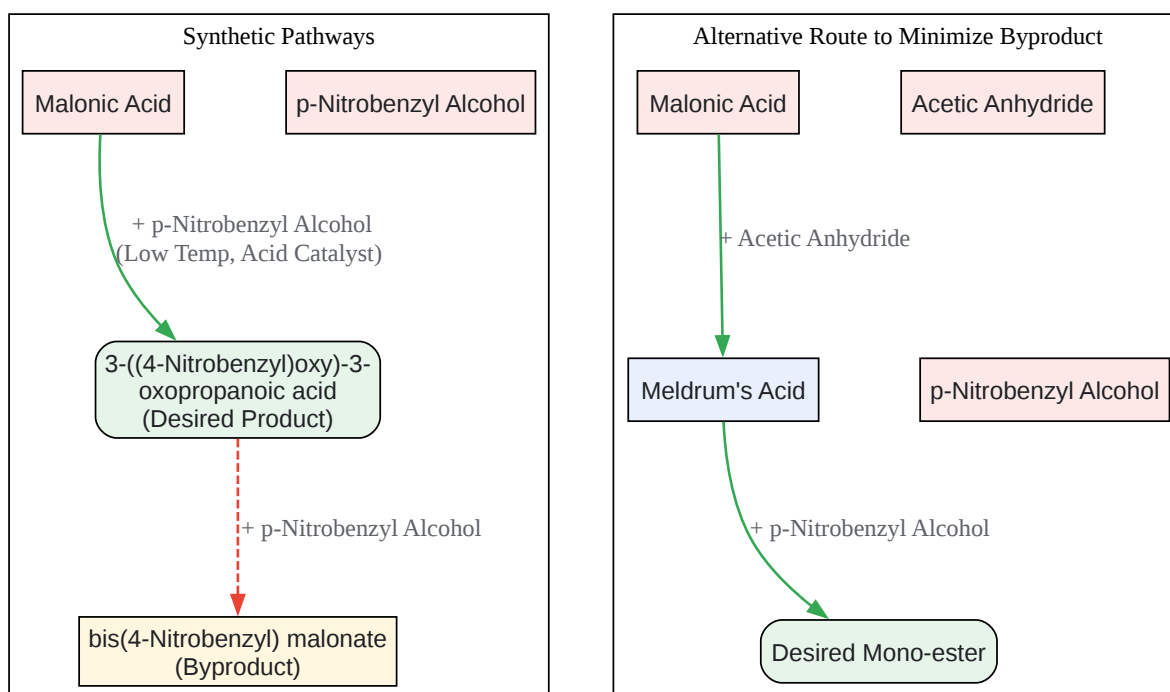 Synthetic Pathways
Malonic Acid
p-Nitrobenzyl Alcohol
+ p-Nitrobenzyl Alcohol
(Low Temp, Acid Catalyst)
3-((4-Nitrobenzyl)oxy)-3-
oxopropanoic acid
(Desired Product)
+ p-Nitrobenzyl Alcohol
bis(4-Nitrobenzyl) malonate
(Byproduct)
Alternative Route to Minimize Byproduct
Malonic Acid
Acetic Anhydride
+ Acetic Anhydride
Meldrum's Acid
p-Nitrobenzyl Alcohol
+ p-Nitrobenzyl Alcohol
Desired Mono-ester